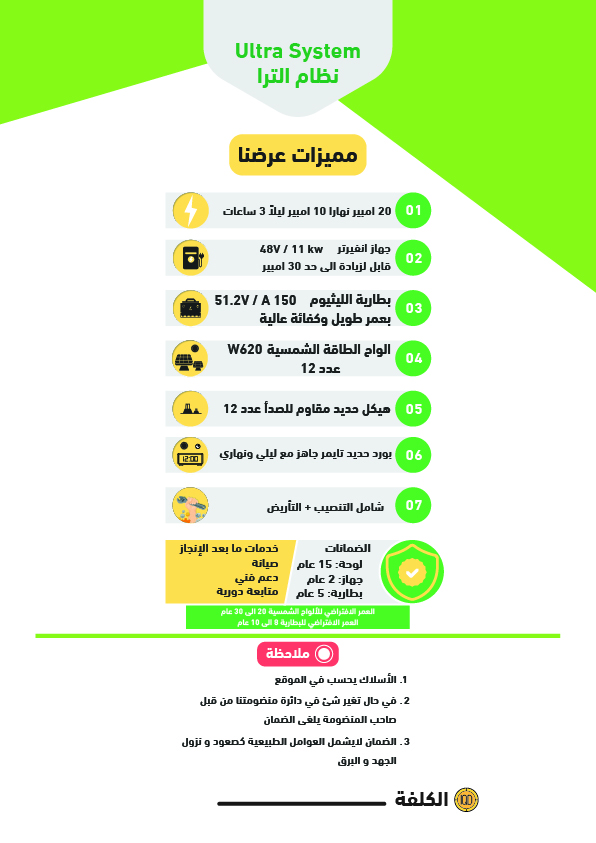 Ultra System
نظام الترا
مميزات عرضنا
01
20 امبير نهارا 10 امبير ليلاً 3 ساعات
02
جهاز انفيرتر 48V / 11 kw
قابل لزيادة الى حد 30 امبير
03
بطارية الليثيوم 51.2V / A 150
بعمر طويل وكفائة عالية
04
الواح الطاقة الشمسية W620
عدد 12
05
هيكل حديد مقاوم للصدأ عدد 12
06
بورد حديد تايمر جاهز مع ليلي ونهاري
12:00
07
شامل التنصيب + التأريض
الضمانات
لوحة: 15 عام
جهاز: 2 عام
بطارية: 5 عام
خدمات ما بعد الإنجاز
صيانة
دعم فني
متابعة دورية
العمر الافتراضي للألواح الشمسية 20 الى 30 عام
العمر الافتراضي للبطارية 8 الى 10 عام
ملاحظة
1. الأسلاك يحسب في الموقع
2. في حال تغير شئ في دائرة منضومتنا من قبل
صاحب المنضومة يلغى الضمان
3. الضمان لايشمل العوامل الطبيعية كصعود و نزول
الجهد و البرق
الكلفة
100